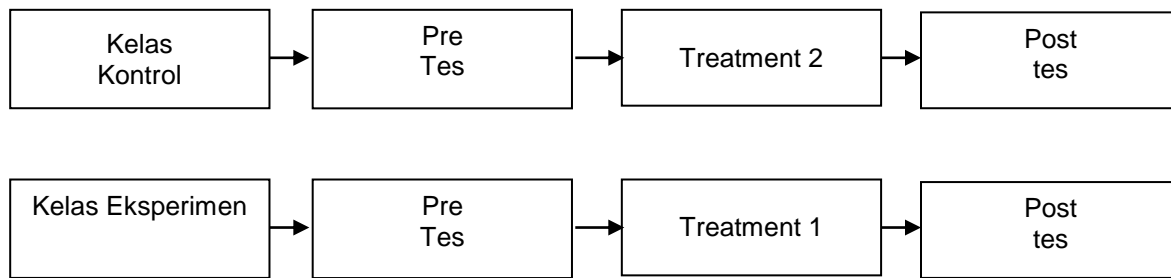 Kelas
Kontrol
Pre
Tes
Treatment 2
Post
tes
Kelas Eksperimen
Pre
Tes
Treatment 1
Post
tes